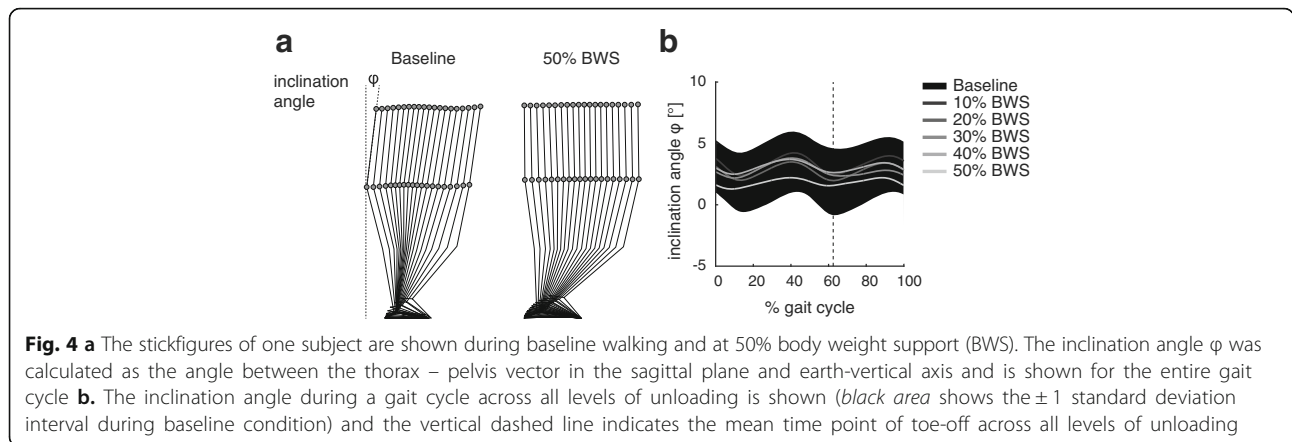 a
b
Baseline
50% BWS
inclination
angle
φ
10
5
0
-5
inclination angle φ [°]
0 20 40 60 80 100
% gait cycle
Baseline
10% BWS
20% BWS
30% BWS
40% BWS
50% BWS
Fig. 4 a The stickfigures of one subject are shown during baseline walking and at 50% body weight support (BWS). The inclination angle φ was
calculated as the angle between the thorax – pelvis vector in the sagittal plane and earth-vertical axis and is shown for the entire gait
cycle b. The inclination angle during a gait cycle across all levels of unloading is shown (black area shows the ± 1 standard deviation
interval during baseline condition) and the vertical dashed line indicates the mean time point of toe-off across all levels of unloading